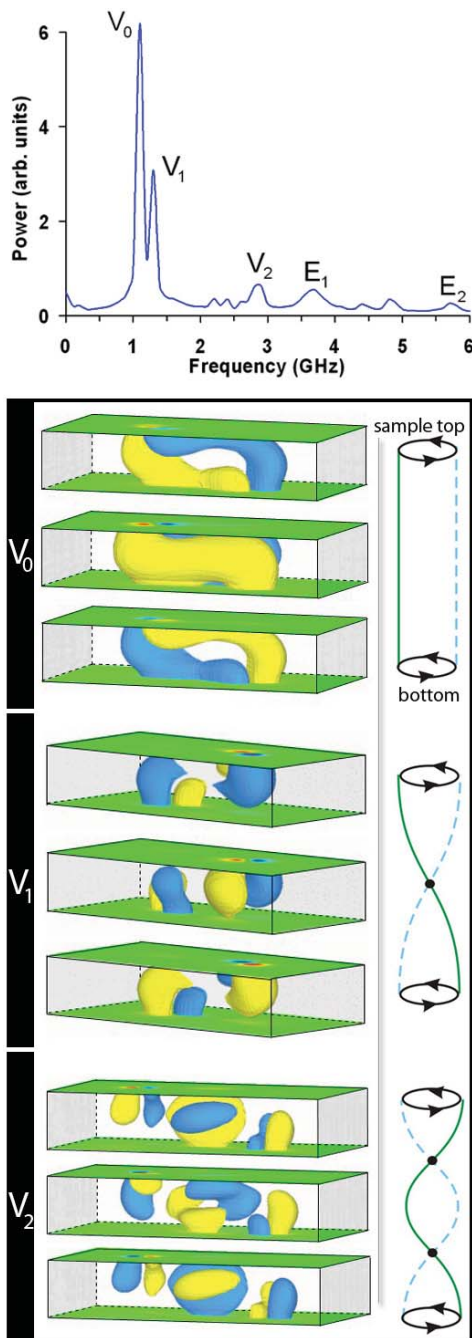 V0
6
V1
4
Power (arb. units)
2
V2
E1
E2
0
0
1
2
3
4
5
6
Frequency (GHz)
sample top
V0
bottom
V1
V2